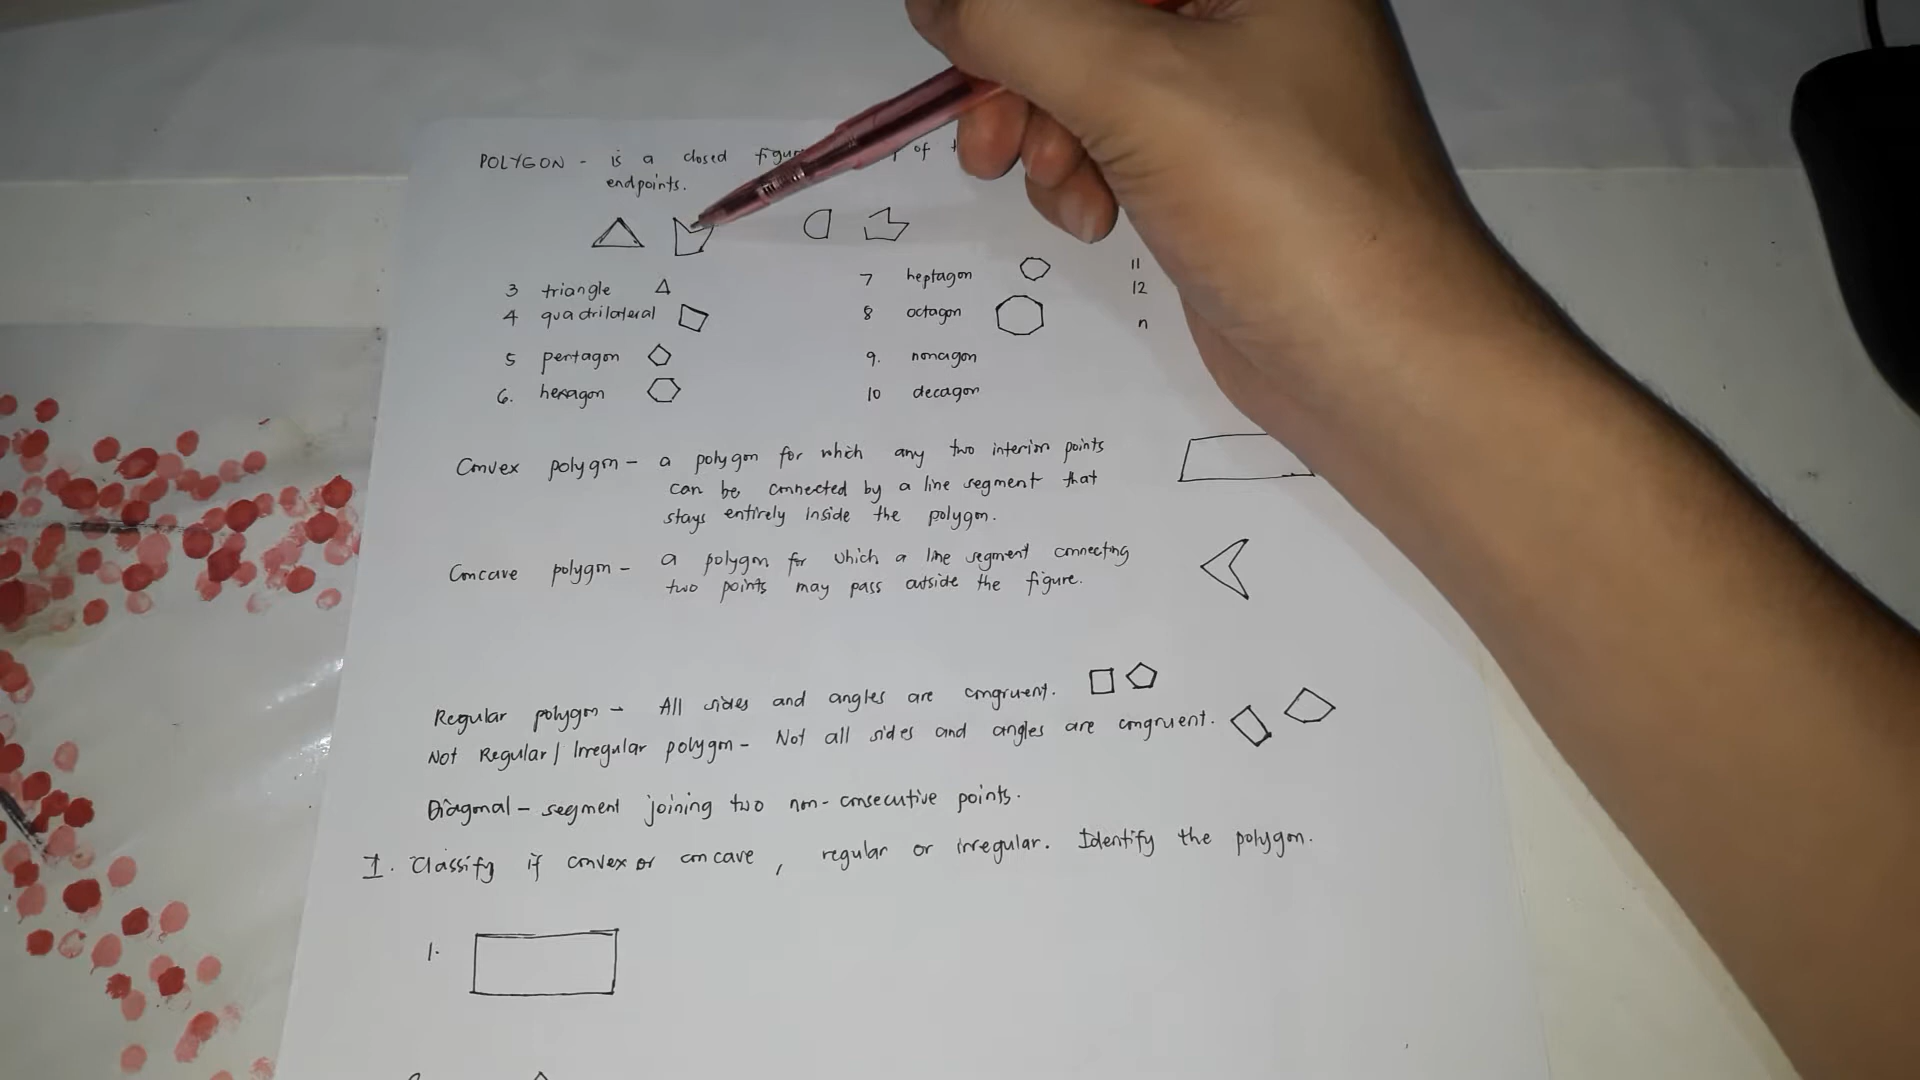 POLYGON - is a closed of
endpoints.
3 triangle
4 quadrilateral
5 pentagon
6. hexagon
7 heptagon
8 octagon
9. nonagon
10 decagon
11
12
n
Convex polygon - a polygon for which any two interior points
can be connected by a line segment that
stays entirely inside the polygon.
Concave polygon - a polygon for which a line segment connecting
two points may pass outside the figure.
Regular polygon - All sides and angles are congruent.
Not Regular/ Irregular polygon - Not all sides and angles are congruent.
Diagonal - segment joining two non-consecutive points.
I. Classify if convex or concave, regular or irregular. Identify the polygon.
1.